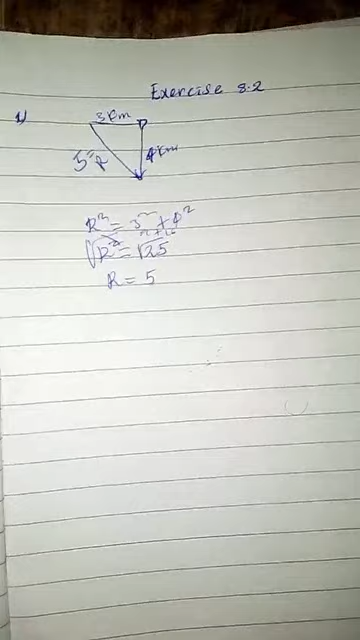 Exercise 8.2
1)
3km
4km
5=R
R² = 3² + 4²
√R² = √25
R = 5